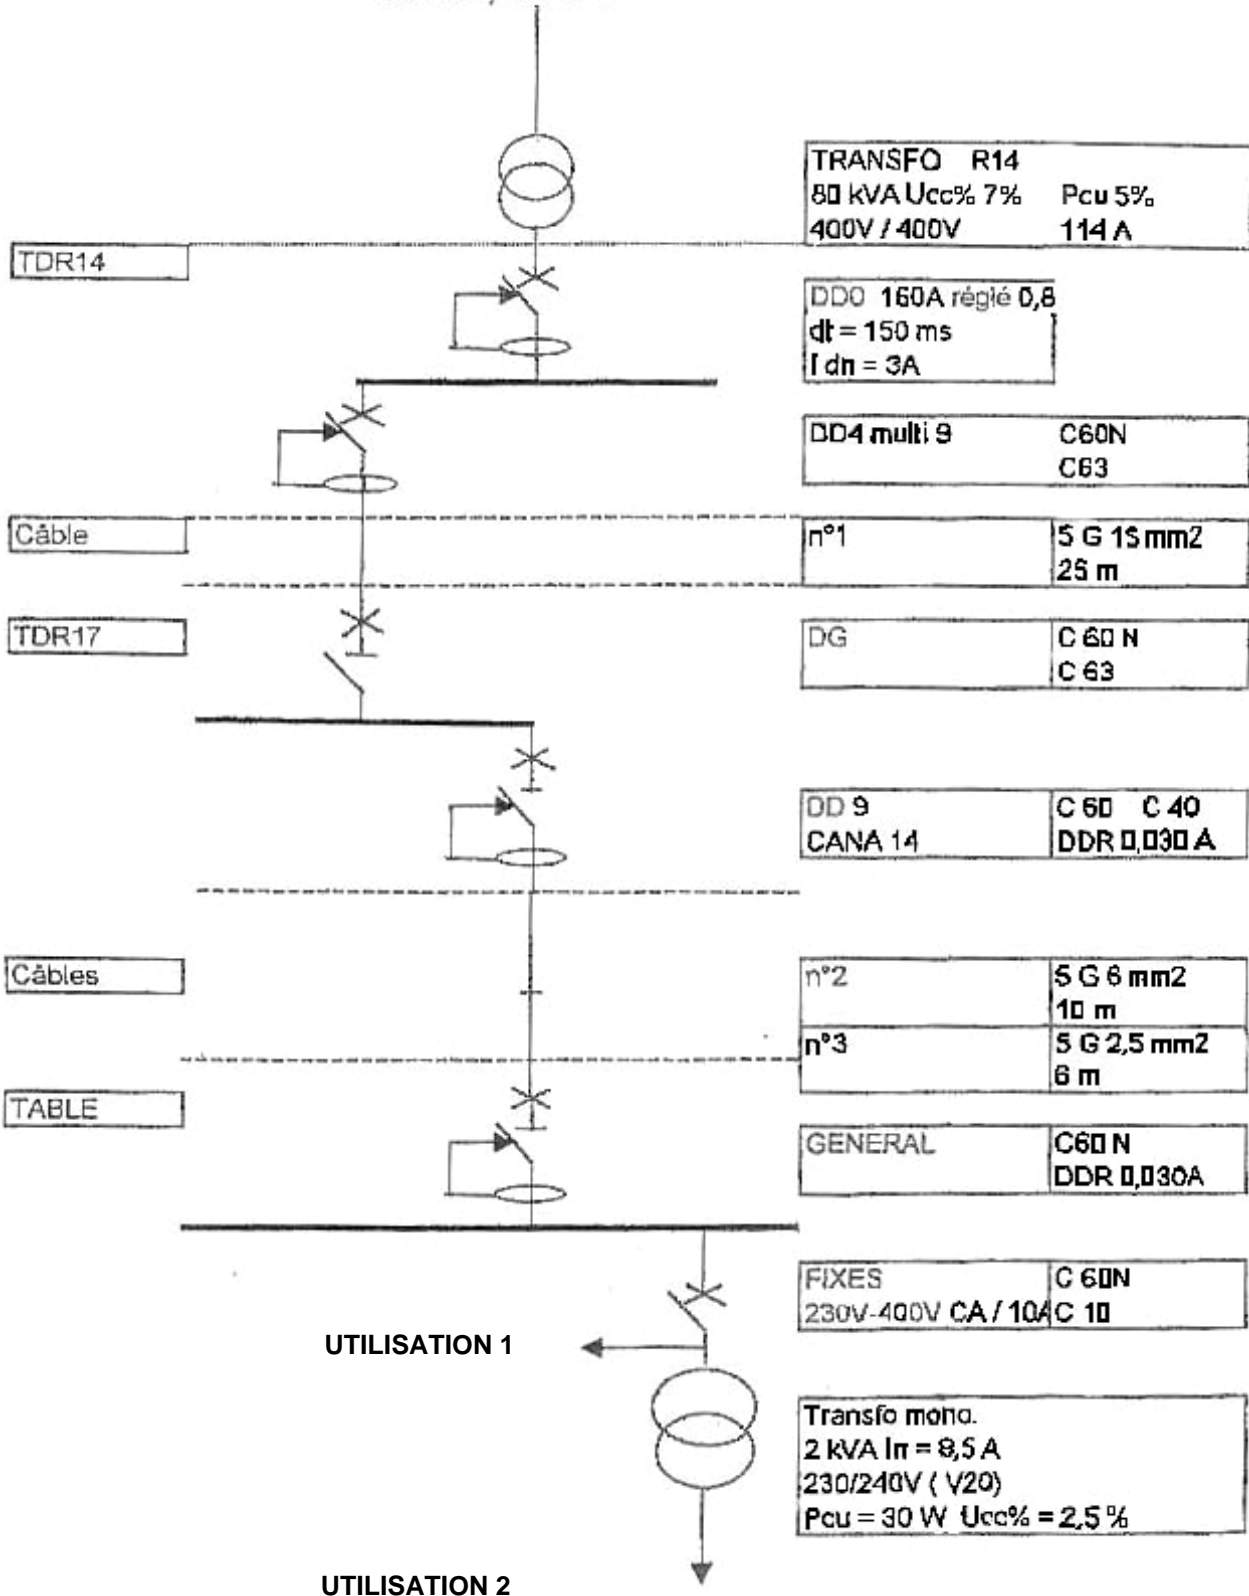 TRANSFO R14
80 kVA Ucc% 7% Pcu 5%
400V / 400V 114 A
TDR14
DD0 160A réglé 0,8
dt = 150 ms
I dn = 3A
DD4 multi 9 C60N
C63
Câble
n°1 5 G 16 mm2
25 m
TDR17
DG C 60 N
C 63
DD 9 C 60 C 40
CANA 14 DDR 0,030 A
Câbles
n°2 5 G 6 mm2
10 m
n°3 5 G 2,5 mm2
6 m
TABLE
GENERAL C60 N
DDR 0,030A
FIXES C 60N
230V-400V CA / 10A C 10
UTILISATION 1
Transfo mono.
2 kVA In = 8,5 A
230/240V ( V20)
Pcu = 30 W Ucc% = 2,5 %
UTILISATION 2